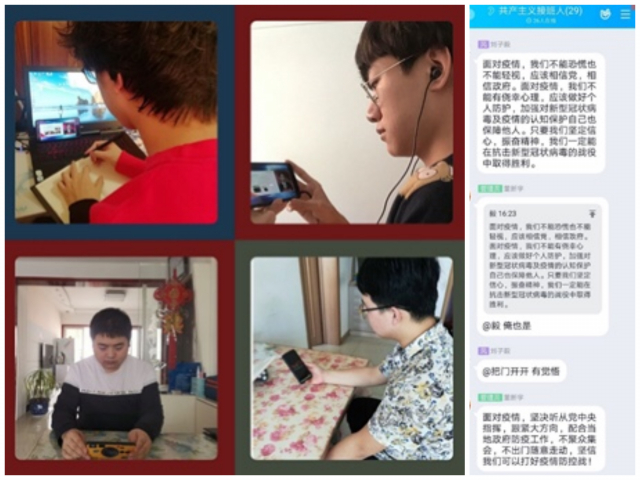 共产主义接班人(29)
刘子毅
面对疫情，我们不能恐慌也
不能轻视，应该相信党，相
信政府。面对疫情，我们不
能有侥幸心理，应该做好个
人防护，加强对新型冠状病
毒及疫情的认知保护自己也
保障他人。只要我们坚定信
心，振奋精神，我们一定能
在抗击新型冠状病毒的战役
中取得胜利。
毅 16:23
面对疫情，我们不能恐慌也不能
轻视，应该相信党，相信政府。
面对疫情，我们不能有侥幸心
理，应该做好个人防护，加强对
新型冠状病毒及疫情的认知保护
自己也保障他人。只要我们坚定
信心，振奋精神，我们一定能在
抗击新型冠状病毒的战役中取得
胜利。
@毅 俺也是
刘子毅
@把门开开 有觉悟
面对疫情，坚决听从党中央
指挥，跟紧大方向，配合当
地政府防疫工作，不聚众集
会，不出门随意走动，坚信
我们可以打好疫情防控战！